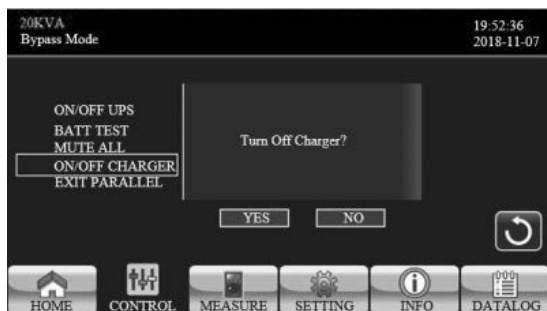 20KVA
Bypass Mode
19:52:36
2018-11-07
ON/OFF UPS
BATT TEST
MUTE ALL
ON/OFF CHARGER
EXIT PARALLEL
Turn Off Charger?
YES
NO
HOME
CONTROL
MEASURE
SETTING
INFO
DATALOG